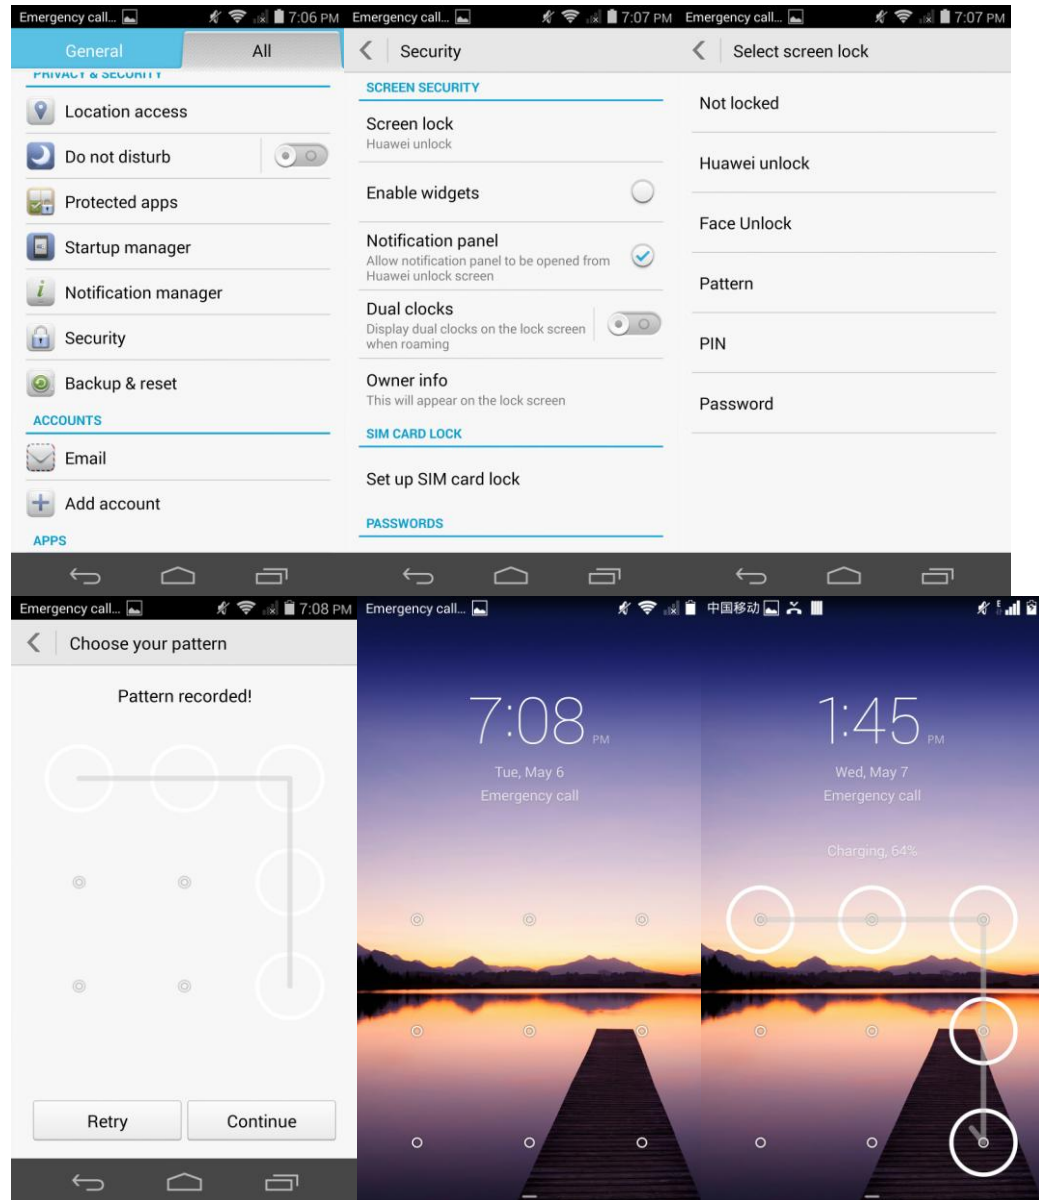 Emergency call...
7:06 PM
General
All
PRIVACY & SECURITY
Location access
Do not disturb
Protected apps
Startup manager
Notification manager
Security
Backup & reset
ACCOUNTS
Email
Add account
APPS
Emergency call...
7:07 PM
Security
SCREEN SECURITY
Screen lock
Huawei unlock
Enable widgets
Notification panel
Allow notification panel to be opened from
Huawei unlock screen
Dual clocks
Display dual clocks on the lock screen
when roaming
Owner info
This will appear on the lock screen
SIM CARD LOCK
Set up SIM card lock
PASSWORDS
Emergency call...
7:07 PM
Select screen lock
Not locked
Huawei unlock
Face Unlock
Pattern
PIN
Password
Emergency call...
7:08 PM
Choose your pattern
Pattern recorded!
Retry
Continue
Emergency call...
7:08 PM
Tue, May 6
Emergency call
中国移动
E
1:45 PM
Wed, May 7
Emergency call
Charging, 64%